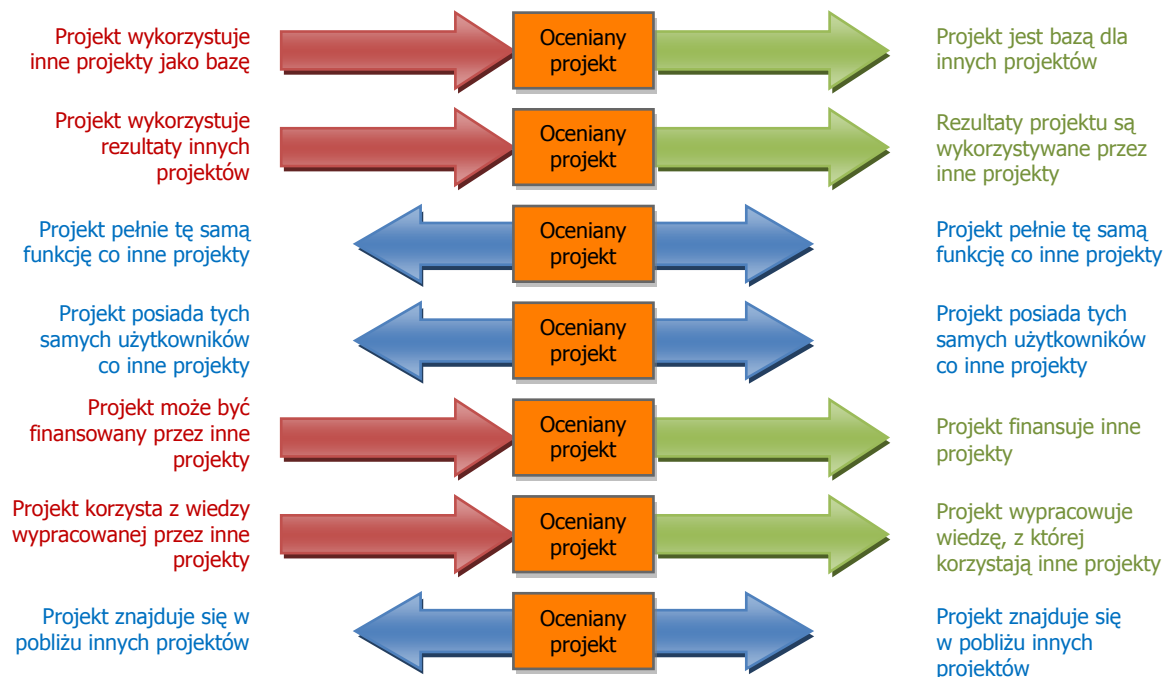 Projekt wykorzystuje
inne projekty jako bazę
Oceniany
projekt
Projekt jest bazą dla
innych projektów
Projekt wykorzystuje
rezultaty innych
projektów
Oceniany
projekt
Rezultaty projektu są
wykorzystywane przez
inne projekty
Projekt pełnie tę samą
funkcję co inne projekty
Oceniany
projekt
Projekt pełnie tę samą
funkcję co inne projekty
Projekt posiada tych
samych użytkowników
co inne projekty
Oceniany
projekt
Projekt posiada tych
samych użytkowników
co inne projekty
Projekt może być
finansowany przez inne
projekty
Oceniany
projekt
Projekt finansuje inne
projekty
Projekt korzysta z wiedzy
wypracowanej przez inne
projekty
Oceniany
projekt
Projekt wypracowuje
wiedzę, z której
korzystają inne projekty
Projekt znajduje się w
pobliżu innych projektów
Oceniany
projekt
Projekt znajduje się
w pobliżu innych
projektów